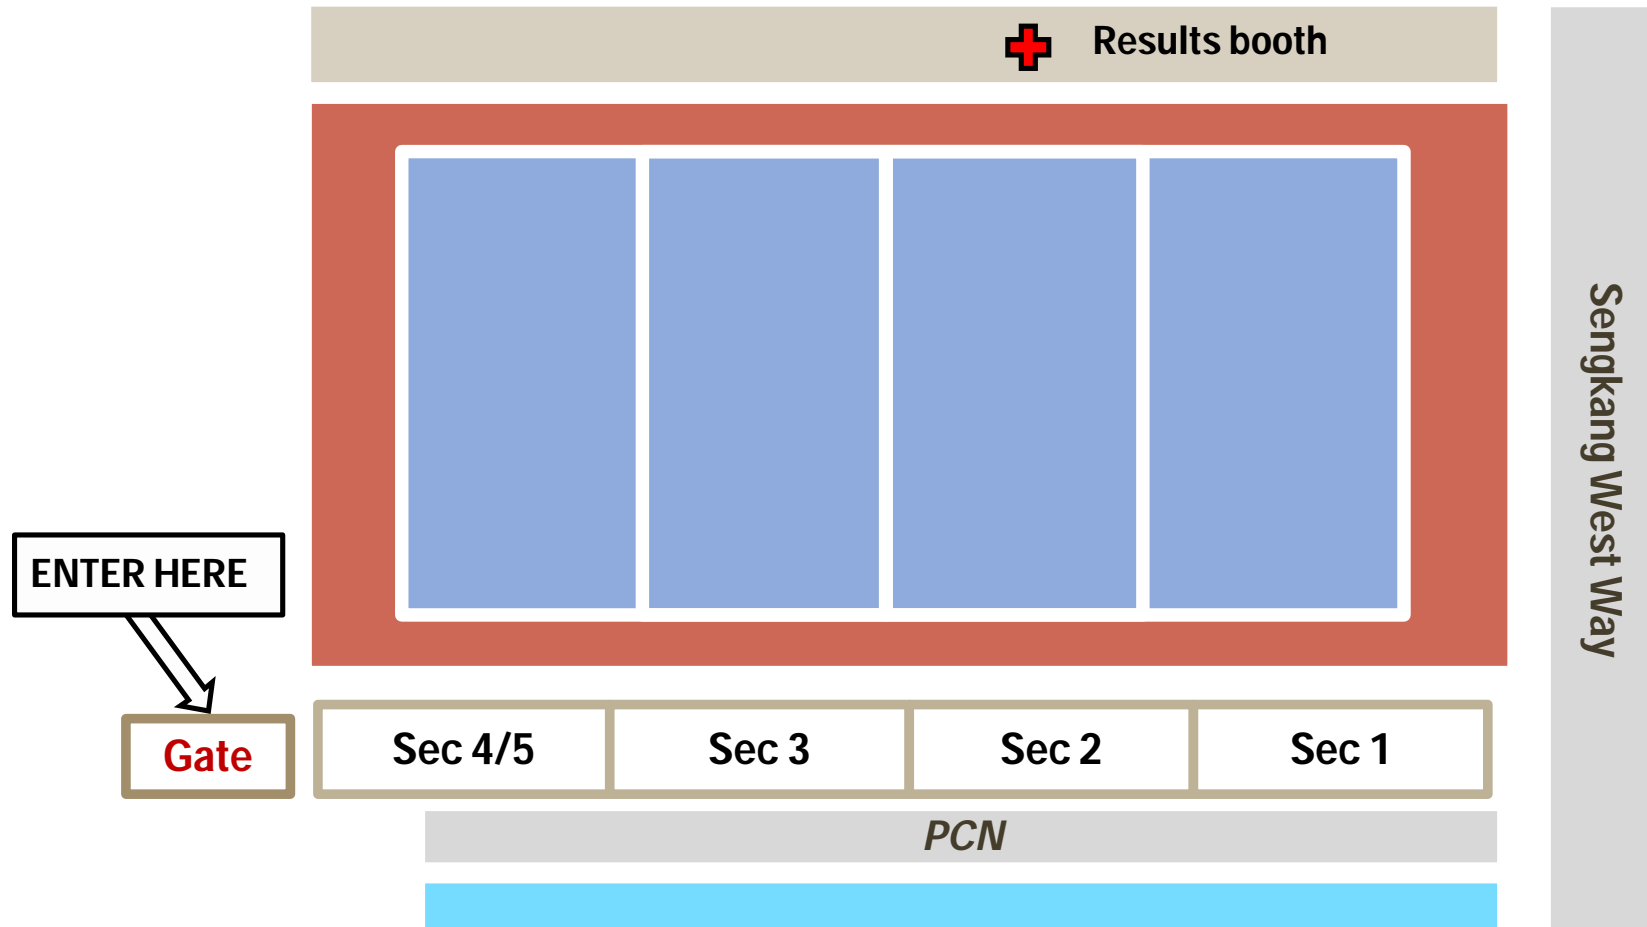 Results booth
Sengkang West Way
ENTER HERE
Gate
Sec 4/5
Sec 3
Sec 2
Sec 1
PCN